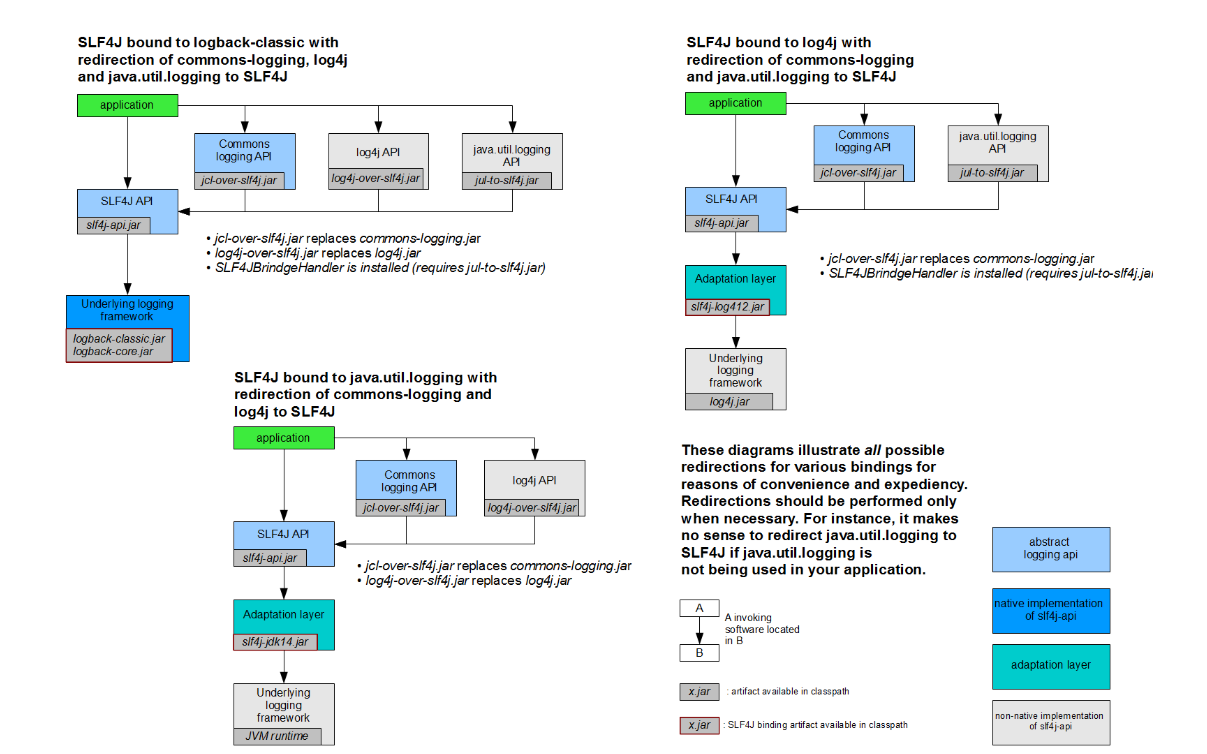 SLF4J bound to logback-classic with
redirection of commons-logging, log4j
and java.util.logging to SLF4J
application
Commons
logging API
jcl-over-slf4j.jar
log4j API
log4j-over-slf4j.jar
java.util.logging
API
jul-to-slf4j.jar
SLF4J API
slf4j-api.jar
• jcl-over-slf4j.jar replaces commons-logging.jar
• log4j-over-slf4j.jar replaces log4j.jar
• SLF4JBrindgeHandler is installed (requires jul-to-slf4j.jar)
Underlying logging
framework
logback-classic.jar
logback-core.jar
SLF4J bound to log4j with
redirection of commons-logging
and java.util.logging to SLF4J
application
Commons
logging API
jcl-over-slf4j.jar
java.util.logging
API
jul-to-slf4j.jar
SLF4J API
slf4j-api.jar
• jcl-over-slf4j.jar replaces commons-logging.jar
• SLF4JBrindgeHandler is installed (requires jul-to-slf4j.jar
Adaptation layer
slf4j-log412.jar
Underlying
logging
framework
log4j.jar
SLF4J bound to java.util.logging with
redirection of commons-logging and
log4j to SLF4J
application
Commons
logging API
jcl-over-slf4j.jar
log4j API
log4j-over-slf4j.jar
SLF4J API
slf4j-api.jar
• jcl-over-slf4j.jar replaces commons-logging.jar
• log4j-over-slf4j.jar replaces log4j.jar
Adaptation layer
slf4j-jdk14.jar
Underlying
logging
framework
JVM runtime
These diagrams illustrate all possible
redirections for various bindings for
reasons of convenience and expediency.
Redirections should be performed only
when necessary. For instance, it makes
no sense to redirect java.util.logging to
SLF4J if java.util.logging is
not being used in your application.
A
B
A invoking
software located
in B
x.jar
: artifact available in classpath
x.jar
: SLF4J binding artifact available in classpath
abstract
logging api
native implementation
of slf4j-api
adaptation layer
non-native implementation
of slf4j-api